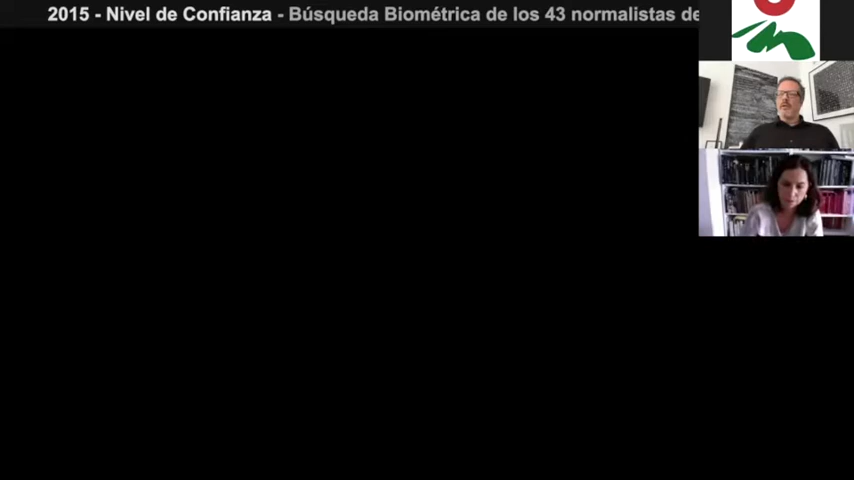 2015 - Nivel de Confianza - Búsqueda Biométrica de los 43 normalistas de